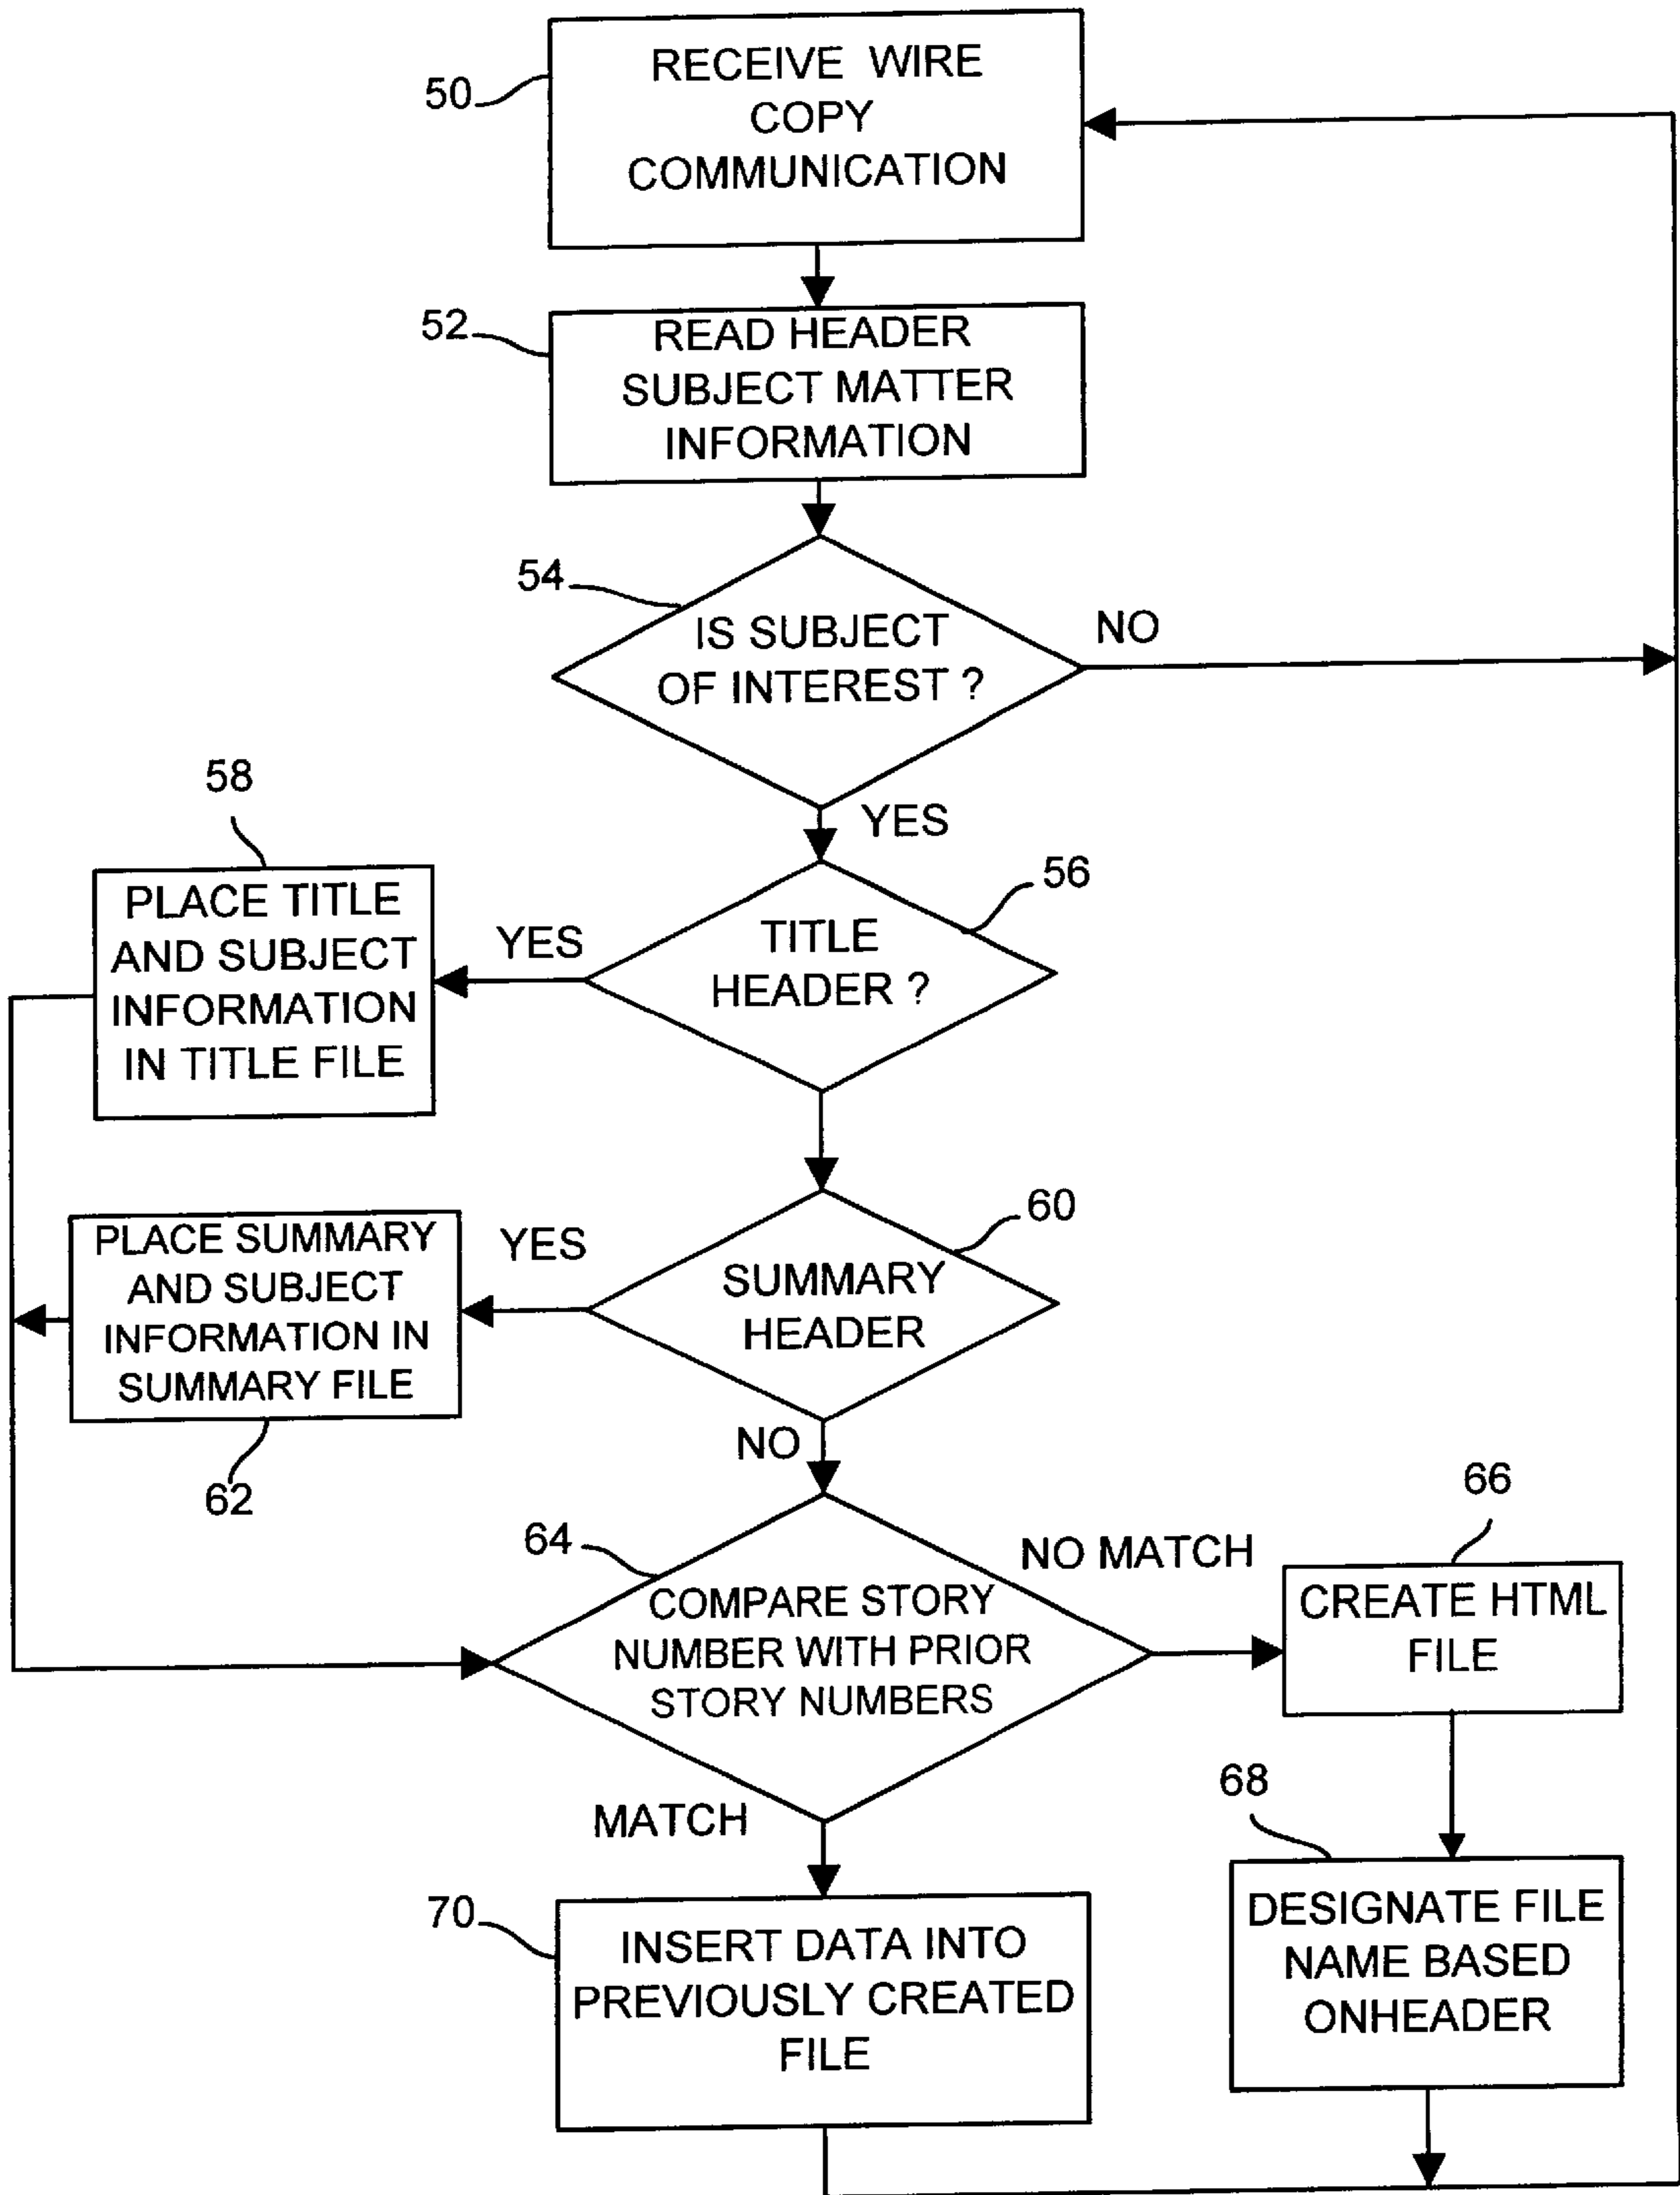 50
RECEIVE WIRE
COPY
COMMUNICATION
52
READ HEADER
SUBJECT MATTER
INFORMATION
54
IS SUBJECT
OF INTEREST ?
NO
YES
58
PLACE TITLE
AND SUBJECT
INFORMATION
IN TITLE FILE
YES
56
TITLE
HEADER ?
PLACE SUMMARY
AND SUBJECT
INFORMATION IN
SUMMARY FILE
62
YES
60
SUMMARY
HEADER
NO
64
COMPARE STORY
NUMBER WITH PRIOR
STORY NUMBERS
NO MATCH
66
CREATE HTML
FILE
MATCH
68
DESIGNATE FILE
NAME BASED
ONHEADER
70
INSERT DATA INTO
PREVIOUSLY CREATED
FILE